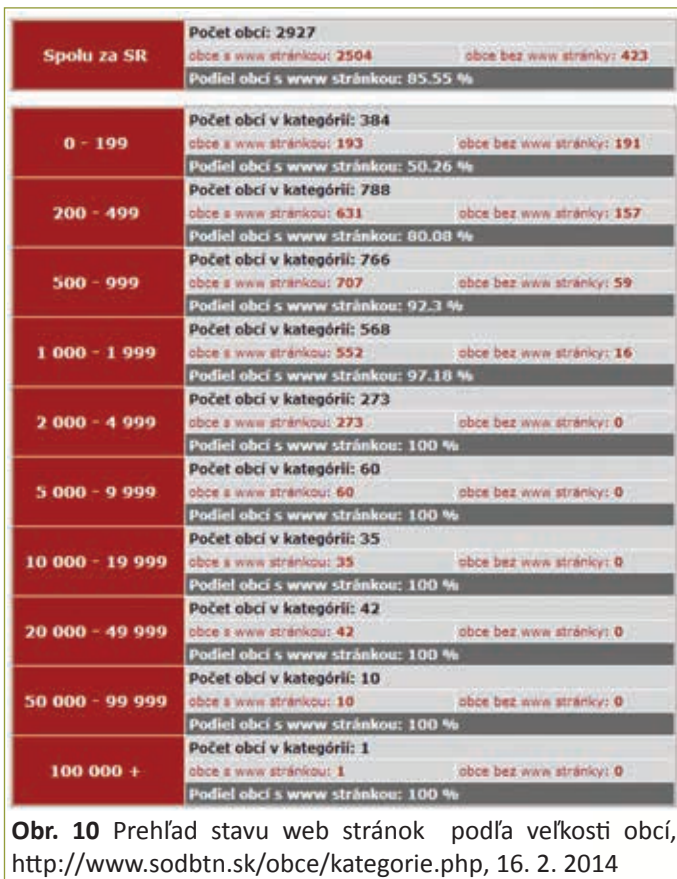 Spolu za SR
Počet obcí: 2927
obce s www stránkou: 2504 obce bez www stránky: 423
Podiel obcí s www stránkou: 85.55 %
0 - 199
Počet obcí v kategórií: 384
obce s www stránkou: 193 obce bez www stránky: 191
Podiel obcí s www stránkou: 50.26 %
200 - 499
Počet obcí v kategórií: 788
obce s www stránkou: 631 obce bez www stránky: 157
Podiel obcí s www stránkou: 80.08 %
500 - 999
Počet obcí v kategórií: 766
obce s www stránkou: 707 obce bez www stránky: 59
Podiel obcí s www stránkou: 92.3 %
1 000 - 1 999
Počet obcí v kategórií: 568
obce s www stránkou: 552 obce bez www stránky: 16
Podiel obcí s www stránkou: 97.18 %
2 000 - 4 999
Počet obcí v kategórií: 273
obce s www stránkou: 273 obce bez www stránky: 0
Podiel obcí s www stránkou: 100 %
5 000 - 9 999
Počet obcí v kategórií: 60
obce s www stránkou: 60 obce bez www stránky: 0
Podiel obcí s www stránkou: 100 %
10 000 - 19 999
Počet obcí v kategórií: 35
obce s www stránkou: 35 obce bez www stránky: 0
Podiel obcí s www stránkou: 100 %
20 000 - 49 999
Počet obcí v kategórií: 42
obce s www stránkou: 42 obce bez www stránky: 0
Podiel obcí s www stránkou: 100 %
50 000 - 99 999
Počet obcí v kategórií: 10
obce s www stránkou: 10 obce bez www stránky: 0
Podiel obcí s www stránkou: 100 %
100 000 +
Počet obcí v kategórií: 1
obce s www stránkou: 1 obce bez www stránky: 0
Podiel obcí s www stránkou: 100 %
Obr. 10 Prehľad stavu web stránok podľa veľkosti obcí,
http://www.sodbtn.sk/obce/kategorie.php, 16. 2. 2014